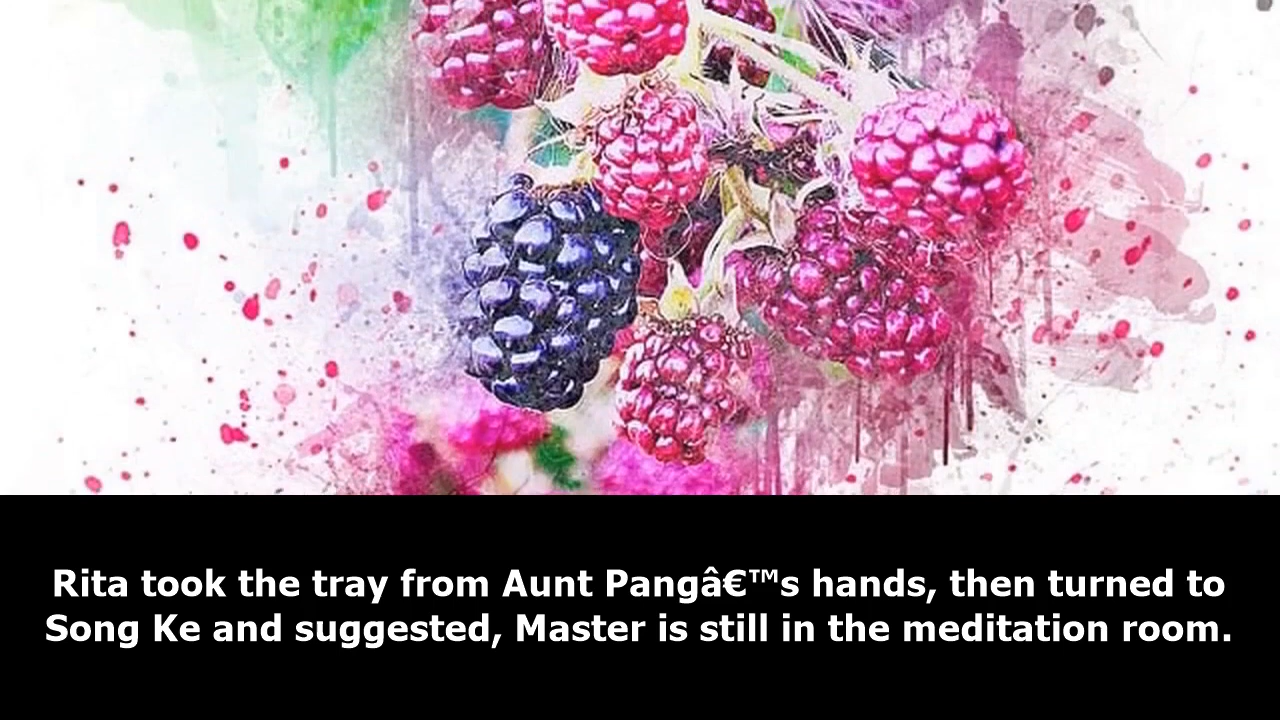 Rita took the tray from Aunt Pangâ€™s hands, then turned to
Song Ke and suggested, Master is still in the meditation room.